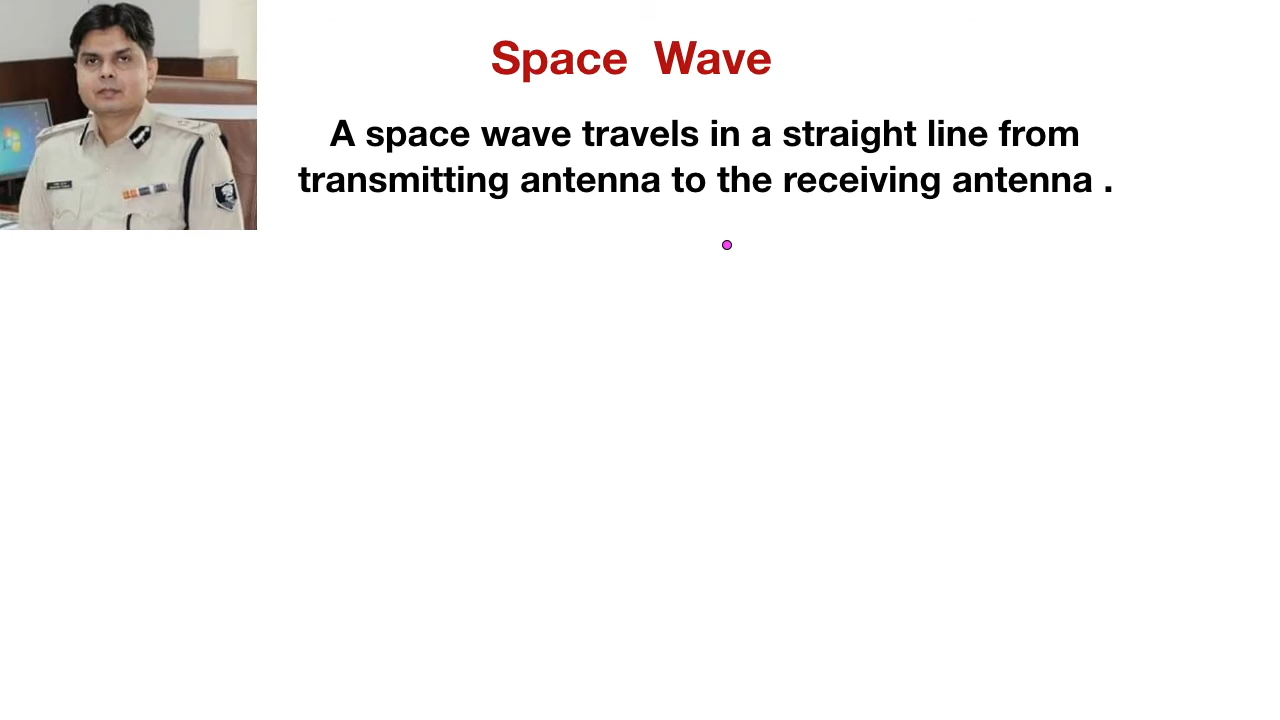 Space Wave
A space wave travels in a straight line from
transmitting antenna to the receiving antenna .